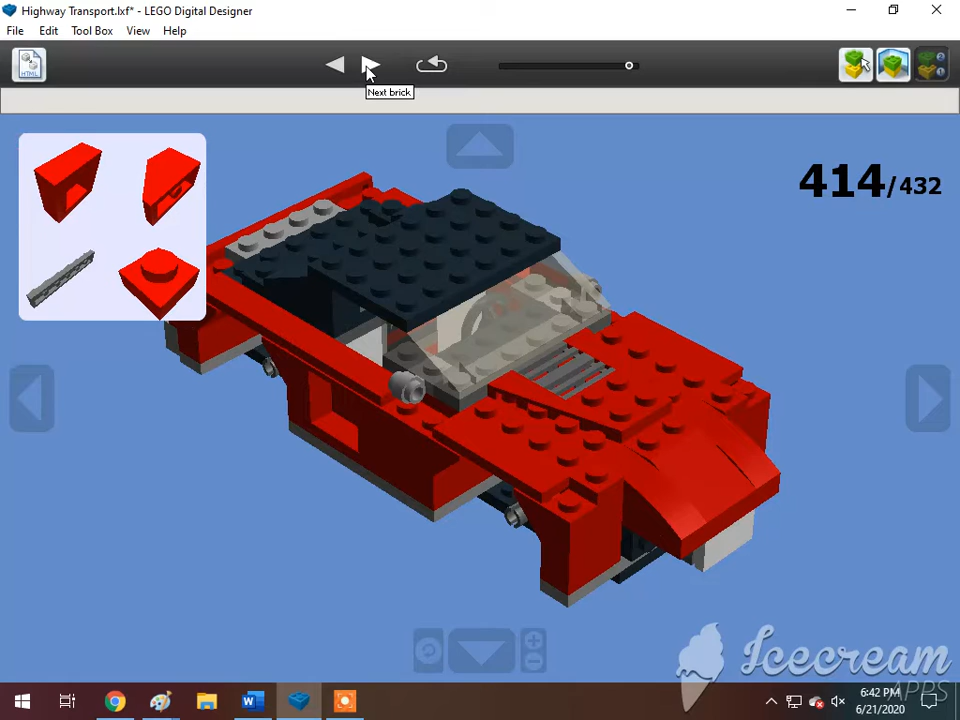 Highway Transport.lxf* - LEGO Digital Designer
File Edit Tool Box View Help
HTML
Next brick
414/432
Icecream
APPS
6:42 PM
6/21/2020